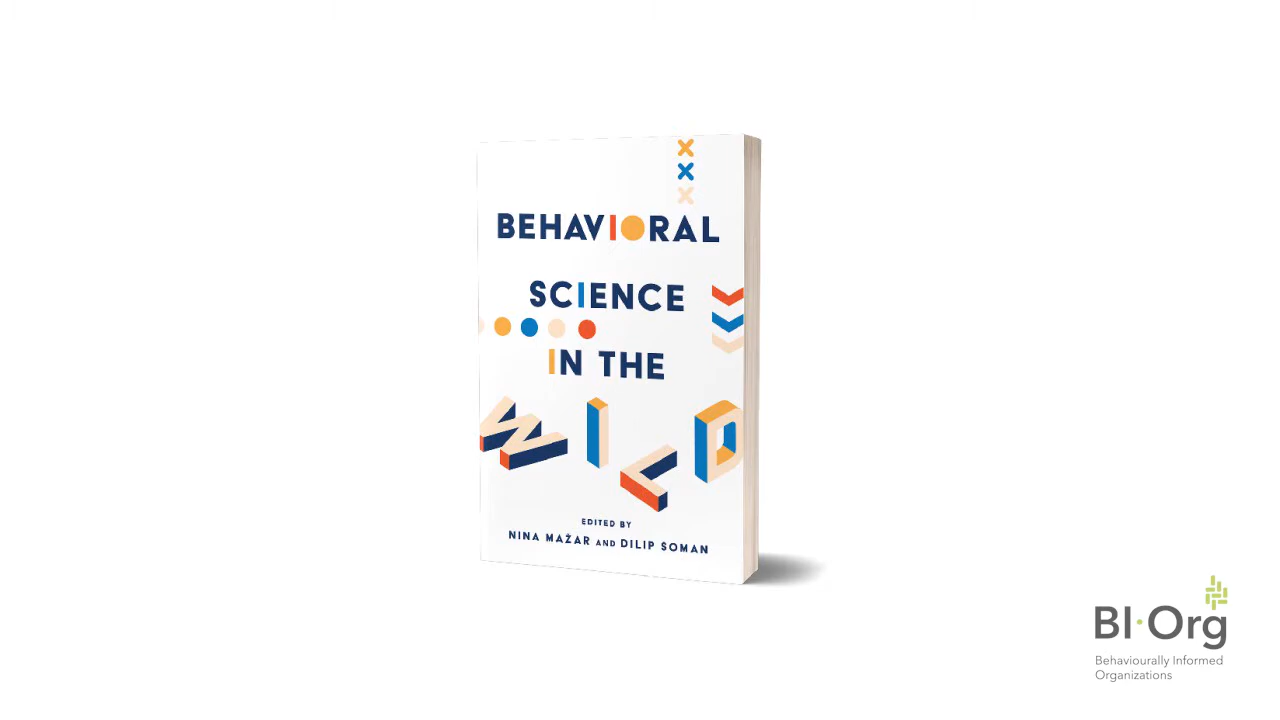 BEHAVIORAL
SCIENCE
IN THE
WILD
EDITED BY
NINA MAŽAR AND DILIP SOMAN
BI·Org
Behaviourally Informed
Organizations